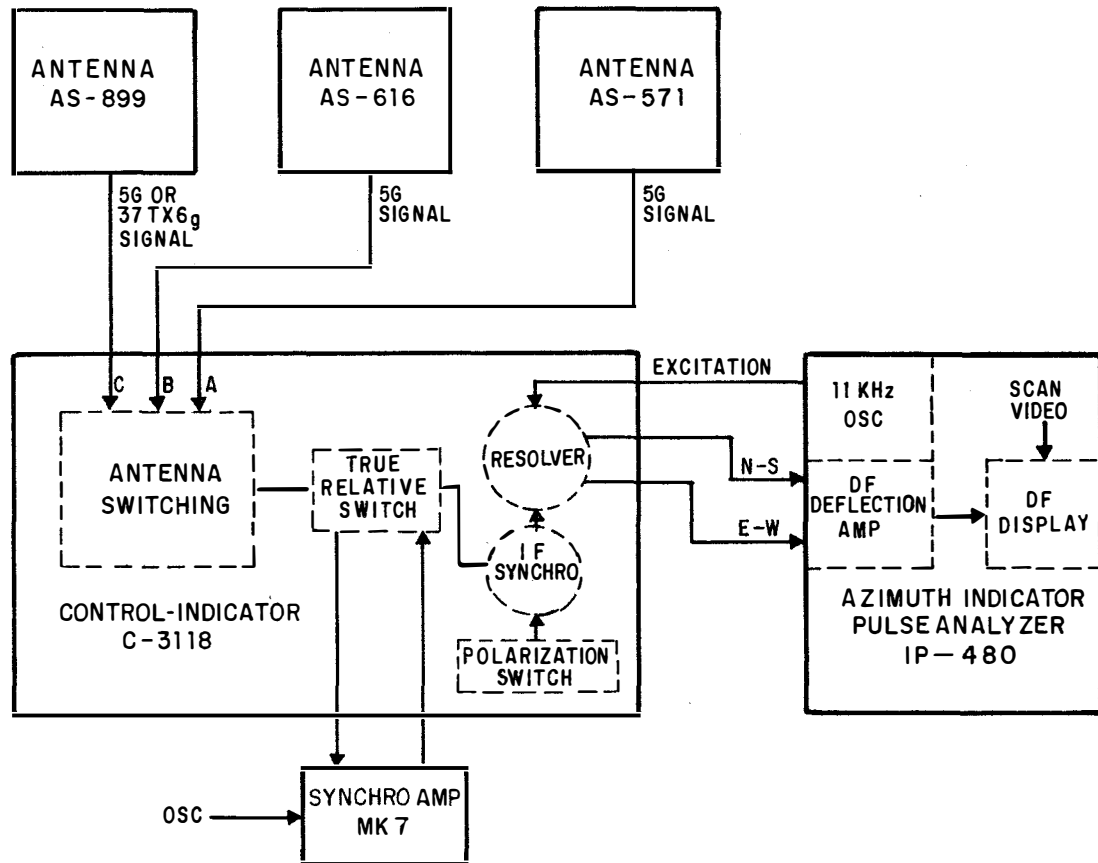 ANTENNA
AS-899
ANTENNA
AS-616
ANTENNA
AS-571
5G OR
37TX6g
SIGNAL
5G
SIGNAL
5G
SIGNAL
C
B
A
ANTENNA
SWITCHING
TRUE
RELATIVE
SWITCH
RESOLVER
1F
SYNCHRO
POLARIZATION
SWITCH
CONTROL-INDICATOR
C-3118
EXCITATION
N-S
E-W
11 KHz
OSC
SCAN
VIDEO
DF
DEFLECTION
AMP
DF
DISPLAY
AZIMUTH INDICATOR
PULSE ANALYZER
IP-480
OSC
SYNCHRO AMP
MK 7